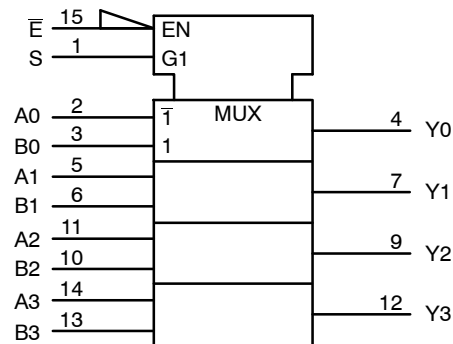 E̅ 15 EN
S 1 G1
MUX
A0 2 1̅
B0 3 1
4 Y0
A1 5
B1 6
7 Y1
A2 11
B2 10
9 Y2
A3 14
B3 13
12 Y3